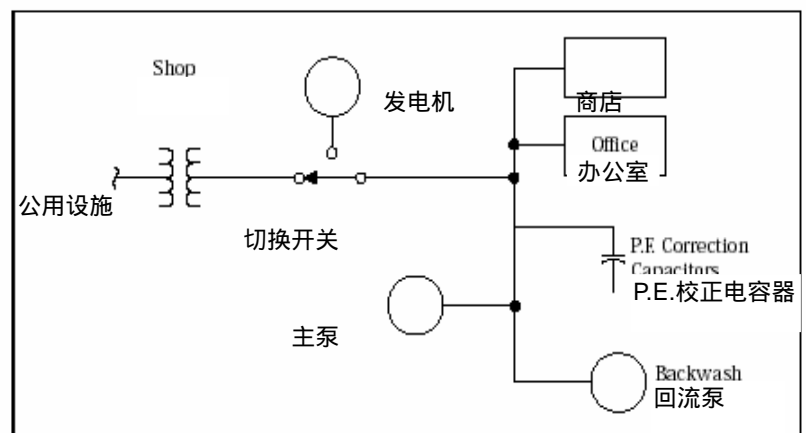 Shop
发电机
商店
Office
办公室
公用设施
切换开关
P.F. Correction
Capacitors
P.E.校正电容器
主泵
Backwash
回流泵